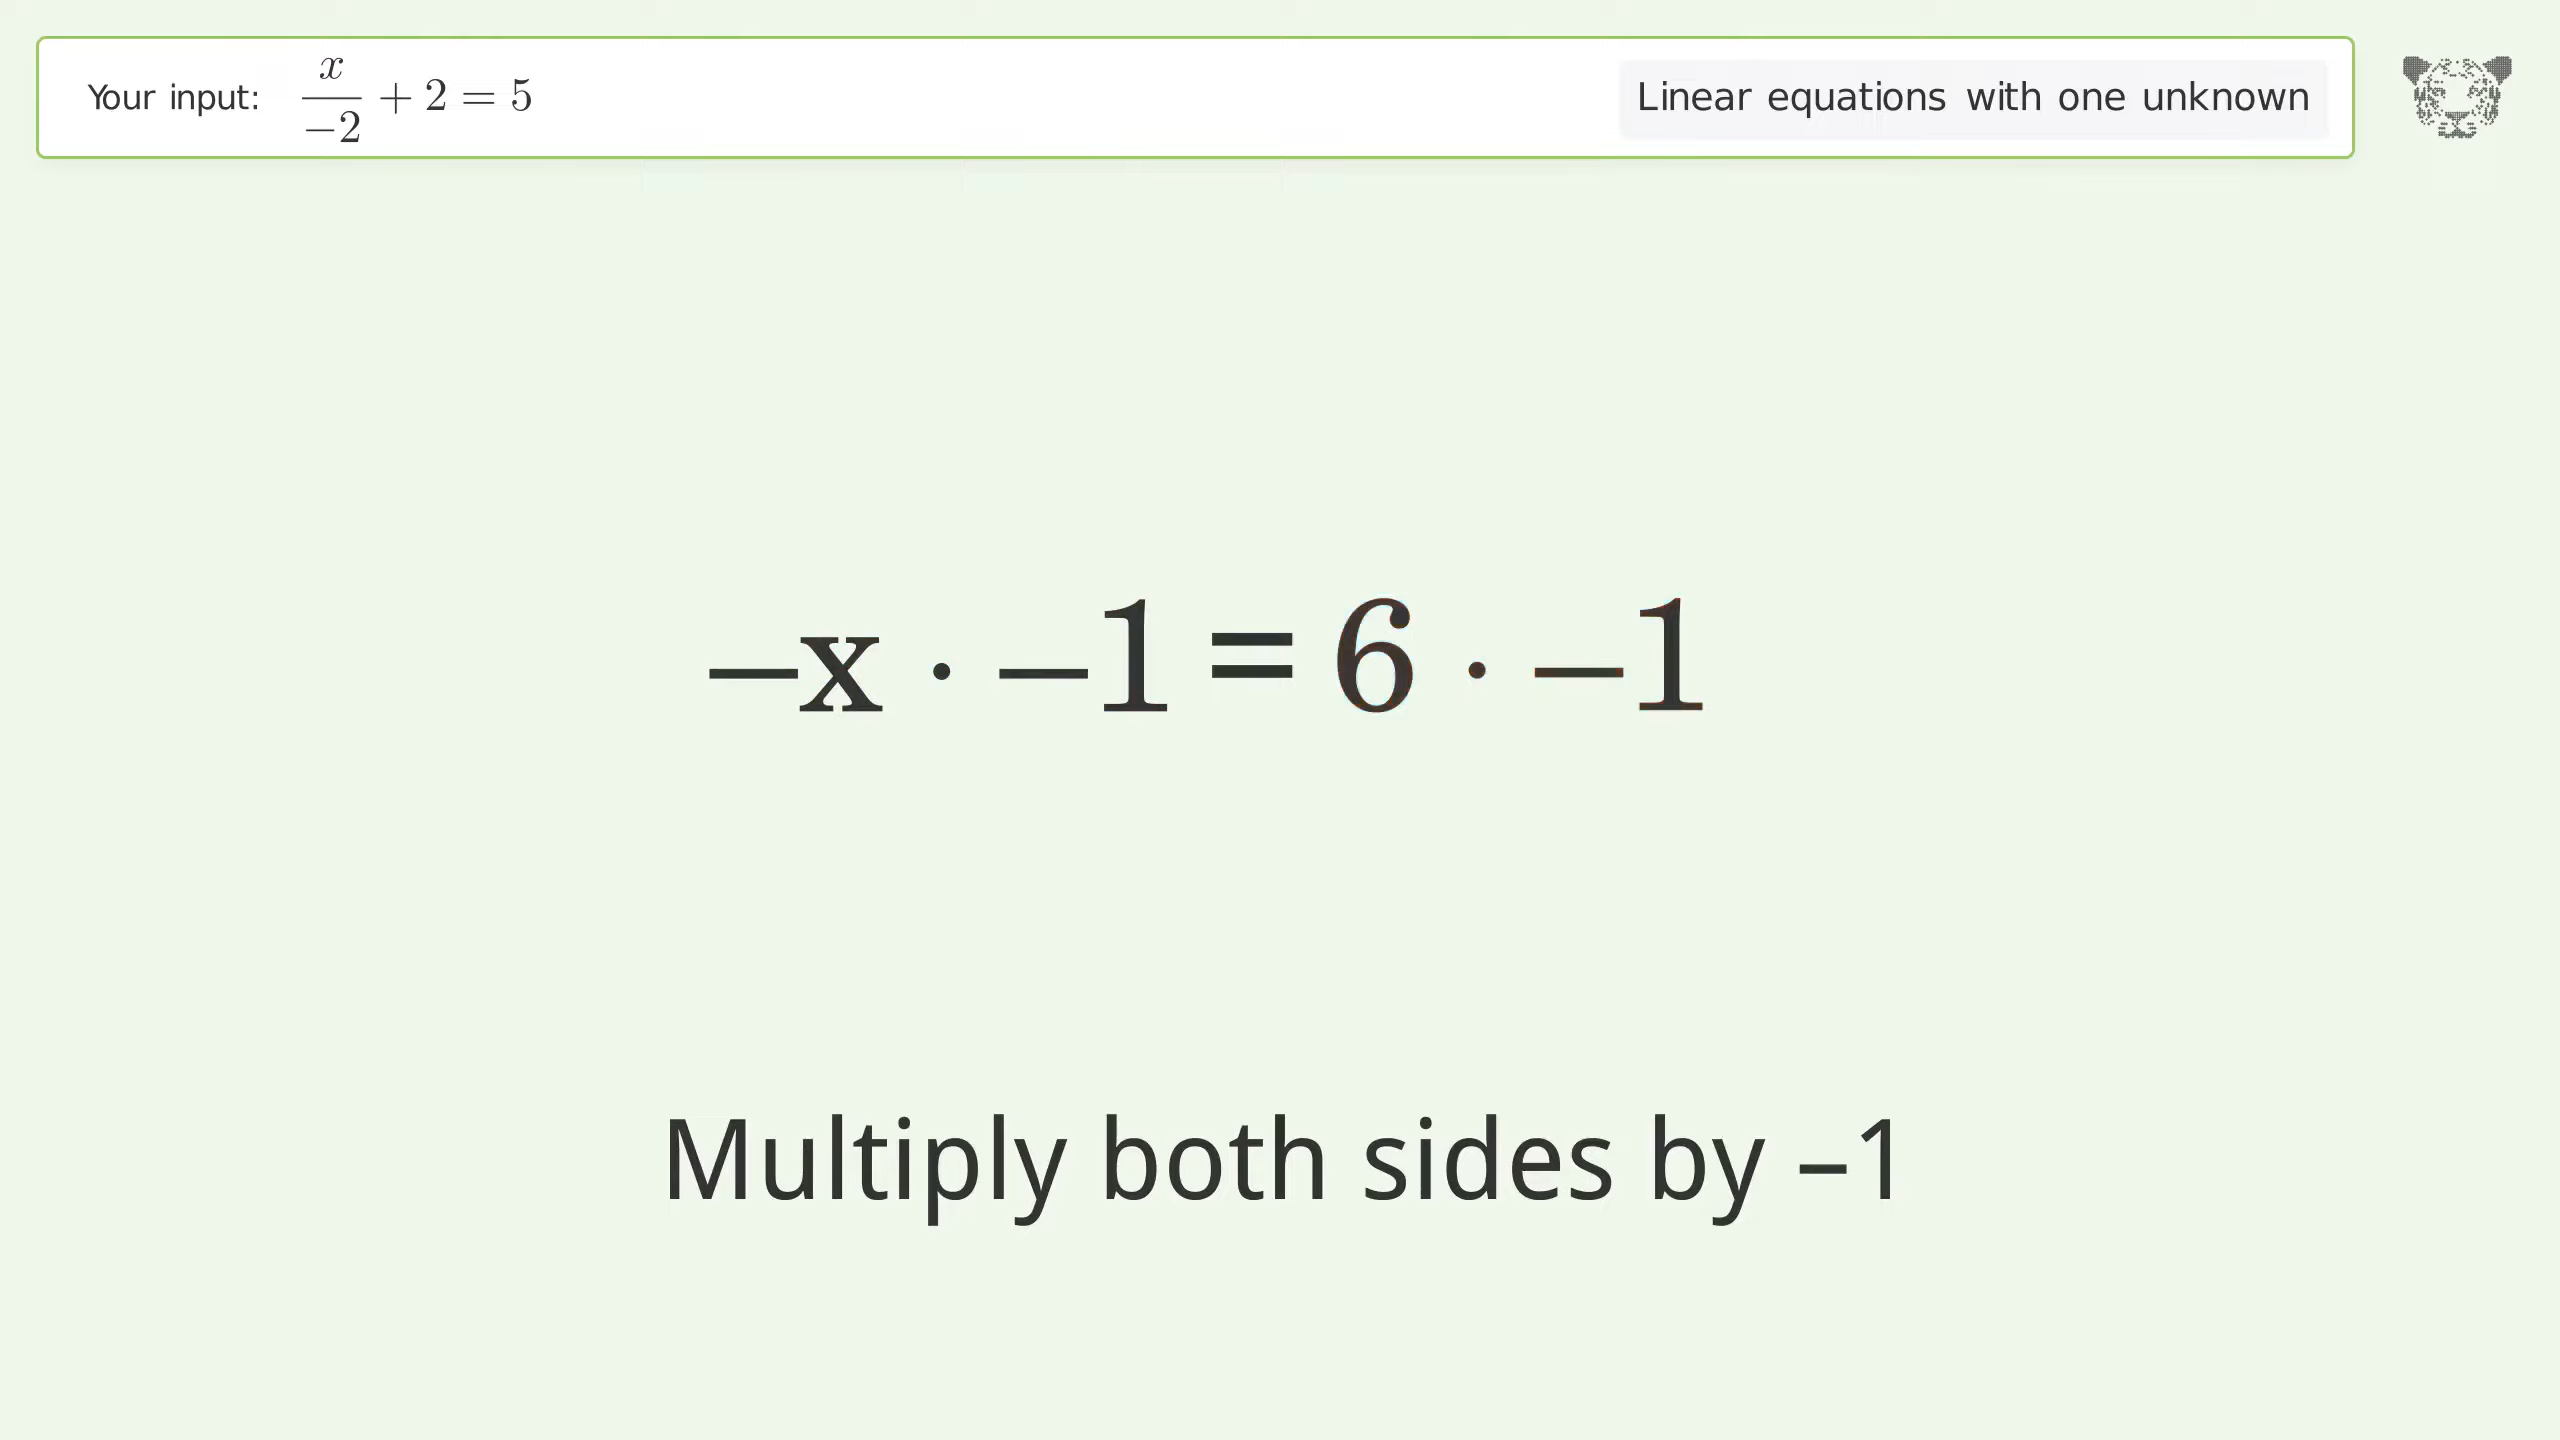 Your input: x/−2 + 2 = 5
Linear equations with one unknown
−x · −1 = 6 · −1
Multiply both sides by −1